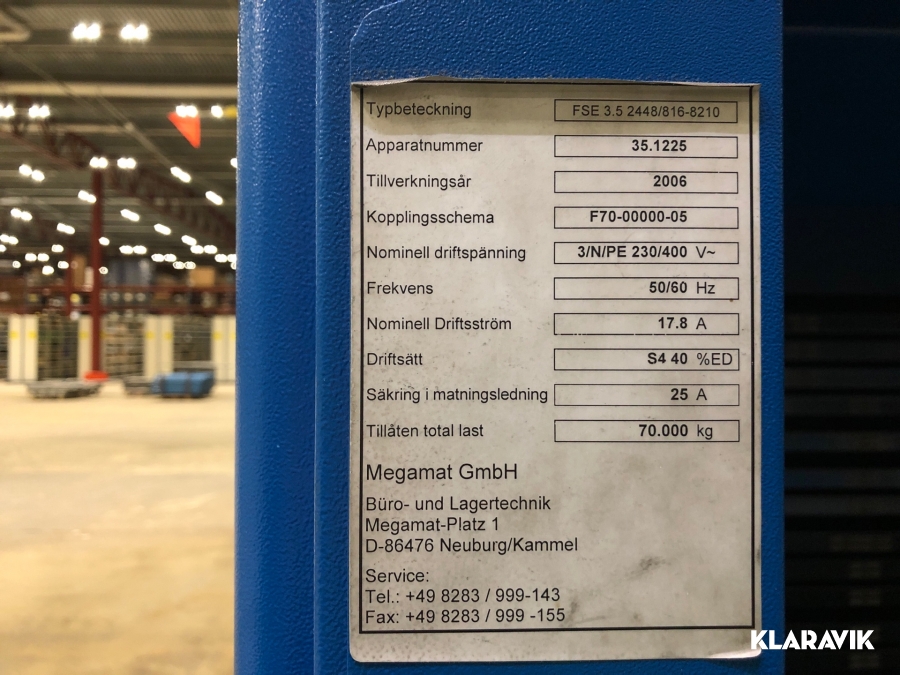 Typbeteckning FSE 3.5 2448/816-8210
Apparatnummer 35.1225
Tillverkningsår 2006
Kopplingsschema F70-00000-05
Nominell driftspänning 3/N/PE 230/400 V~
Frekvens 50/60 Hz
Nominell Driftsström 17.8 A
Driftsätt S4 40 %ED
Säkring i matningsledning 25 A
Tillåten total last 70.000 kg
Megamat GmbH
Büro- und Lagertechnik
Megamat-Platz 1
D-86476 Neuburg/Kammel
Service:
Tel.: +49 8283 / 999-143
Fax: +49 8283 / 999 -155
KLARAVIK